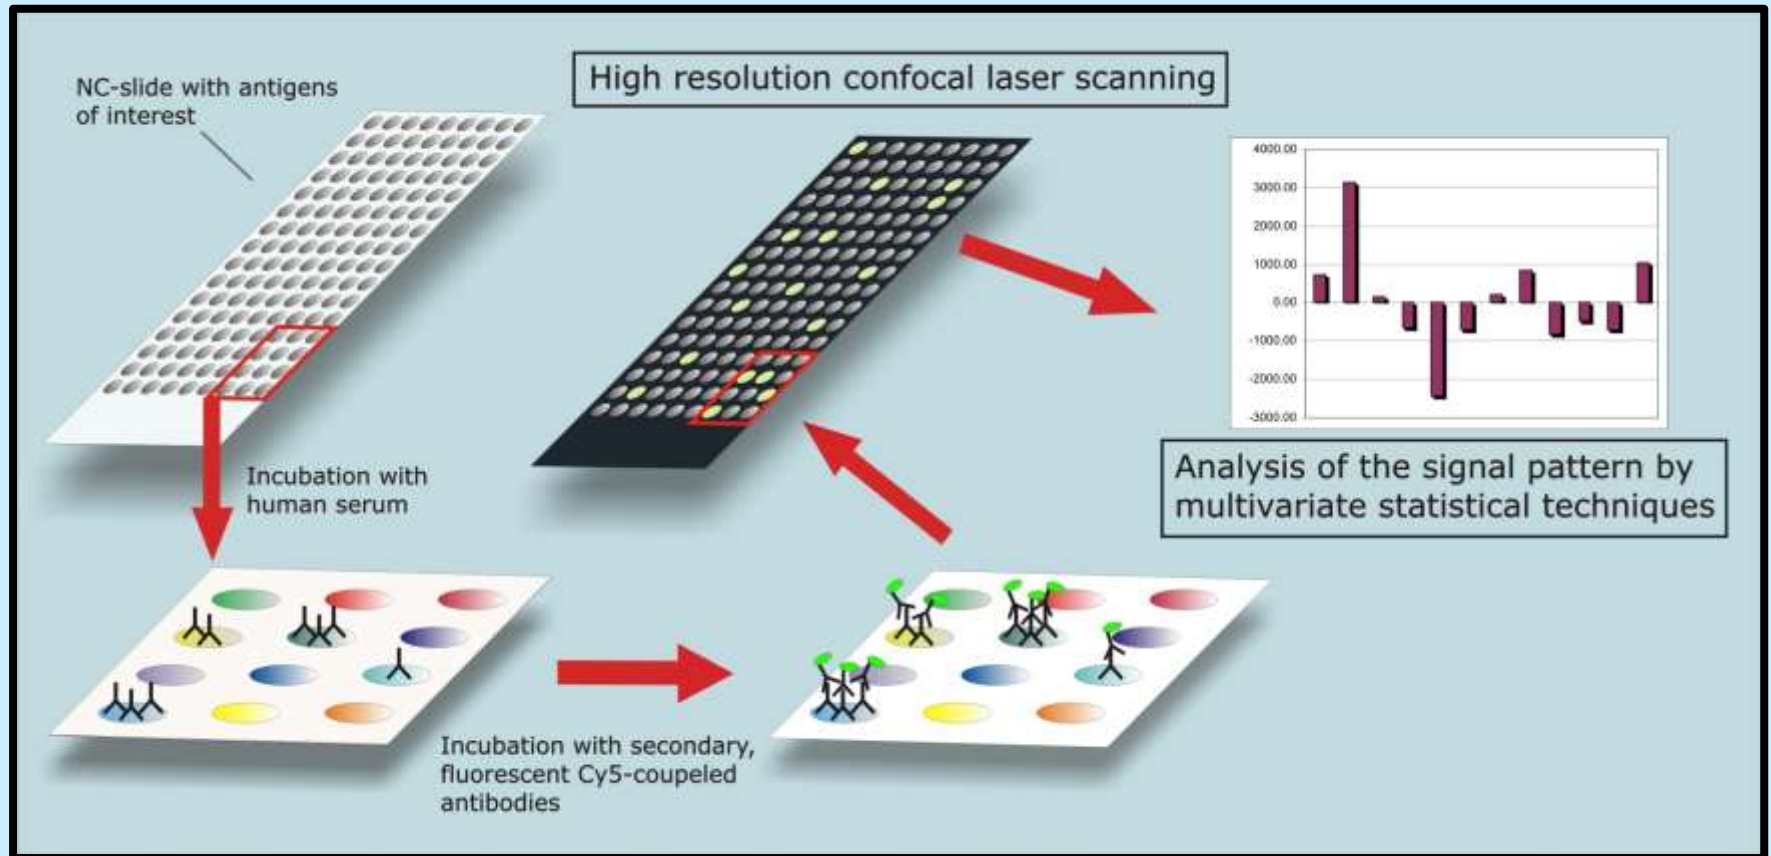 NC-slide with antigens
of interest
High resolution confocal laser scanning
4000.00
3000.00
2000.00
1000.00
0.00
-1000.00
-2000.00
-3000.00
Analysis of the signal pattern by
multivariate statistical techniques
Incubation with
human serum
Incubation with secondary,
fluorescent Cy5-coupeled
antibodies